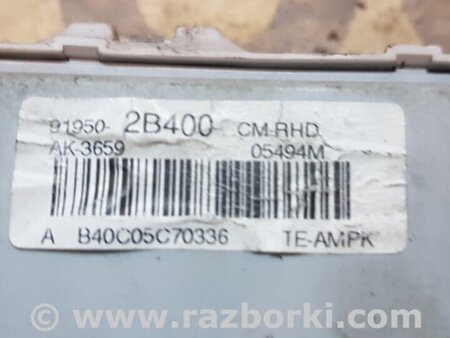 91950- 2B400 CM-RHD
AK-3659 05494M
A B40C05C70336 TE-AMPK
© www.razborki.com